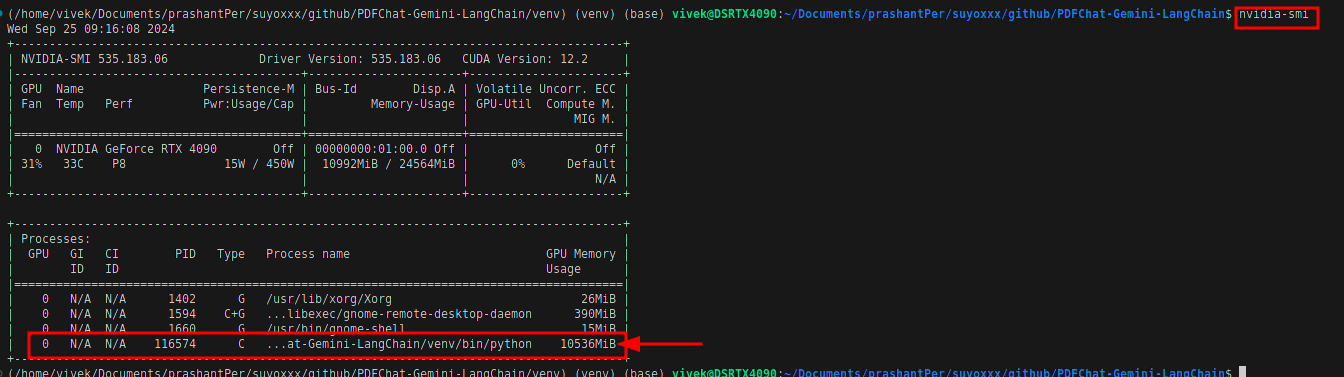 (/home/vivek/Documents/prashantPer/suyoxxx/github/PDFChat-Gemini-LangChain/venv) (venv) (base) vivek@DSRTX4090:~/Documents/prashantPer/suyoxxx/github/PDFChat-Gemini-LangChain$ nvidia-smi
Wed Sep 25 09:16:08 2024
+---------------------------------------------------------------------------------------+
| NVIDIA-SMI 535.183.06             Driver Version: 535.183.06   CUDA Version: 12.2     |
|-----------------------------------------+----------------------+----------------------+
| GPU  Name                 Persistence-M | Bus-Id        Disp.A | Volatile Uncorr. ECC |
| Fan  Temp   Perf          Pwr:Usage/Cap |         Memory-Usage | GPU-Util  Compute M. |
|                                         |                      |               MIG M. |
|=========================================+======================+======================|
|   0  NVIDIA GeForce RTX 4090        Off | 00000000:01:00.0 Off |                  Off |
| 31%   33C    P8              15W / 450W |  10992MiB / 24564MiB |      0%      Default |
|                                         |                      |                  N/A |
+-----------------------------------------+----------------------+----------------------+

+---------------------------------------------------------------------------------------+
| Processes:                                                                            |
|  GPU   GI   CI        PID   Type   Process name                            GPU Memory |
|        ID   ID                                                             Usage      |
|=======================================================================================|
|    0   N/A  N/A      1402      G   /usr/lib/xorg/Xorg                           26MiB |
|    0   N/A  N/A      1594    C+G   ...libexec/gnome-remote-desktop-daemon      390MiB |
|    0   N/A  N/A      1660      G   /usr/bin/gnome-shell                         15MiB |
|    0   N/A  N/A    116574      C   ...at-Gemini-LangChain/venv/bin/python    10536MiB |
+---------------------------------------------------------------------------------------+
(/home/vivek/Documents/prashantPer/suyoxxx/github/PDFChat-Gemini-LangChain/venv) (venv) (base) vivek@DSRTX4090:~/Documents/prashantPer/suyoxxx/github/PDFChat-Gemini-LangChain$